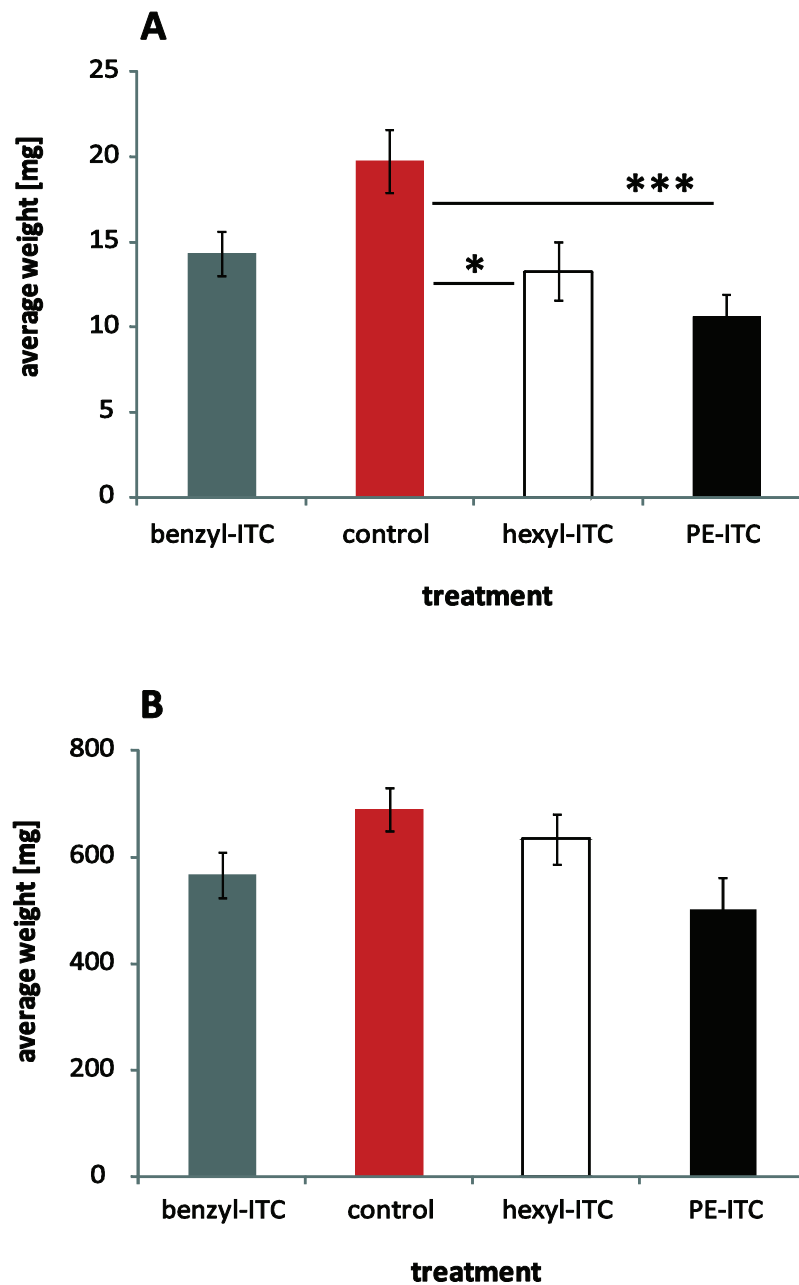 A
average weight [mg]
25
20
15
10
5
0
***
*
benzyl-ITC control hexyl-ITC PE-ITC
treatment
B
average weight [mg]
800
600
400
200
0
benzyl-ITC control hexyl-ITC PE-ITC
treatment